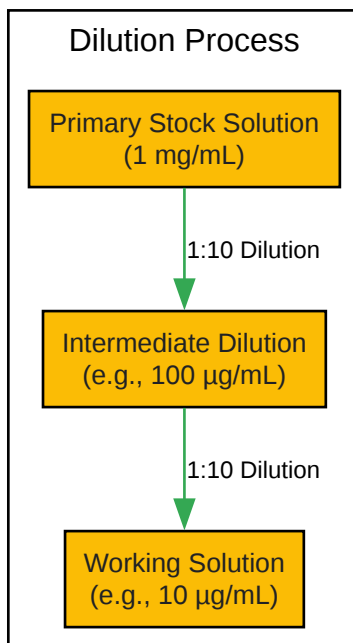 Dilution Process
Primary Stock Solution
(1 mg/mL)
1:10 Dilution
Intermediate Dilution
(e.g., 100 µg/mL)
1:10 Dilution
Working Solution
(e.g., 10 µg/mL)